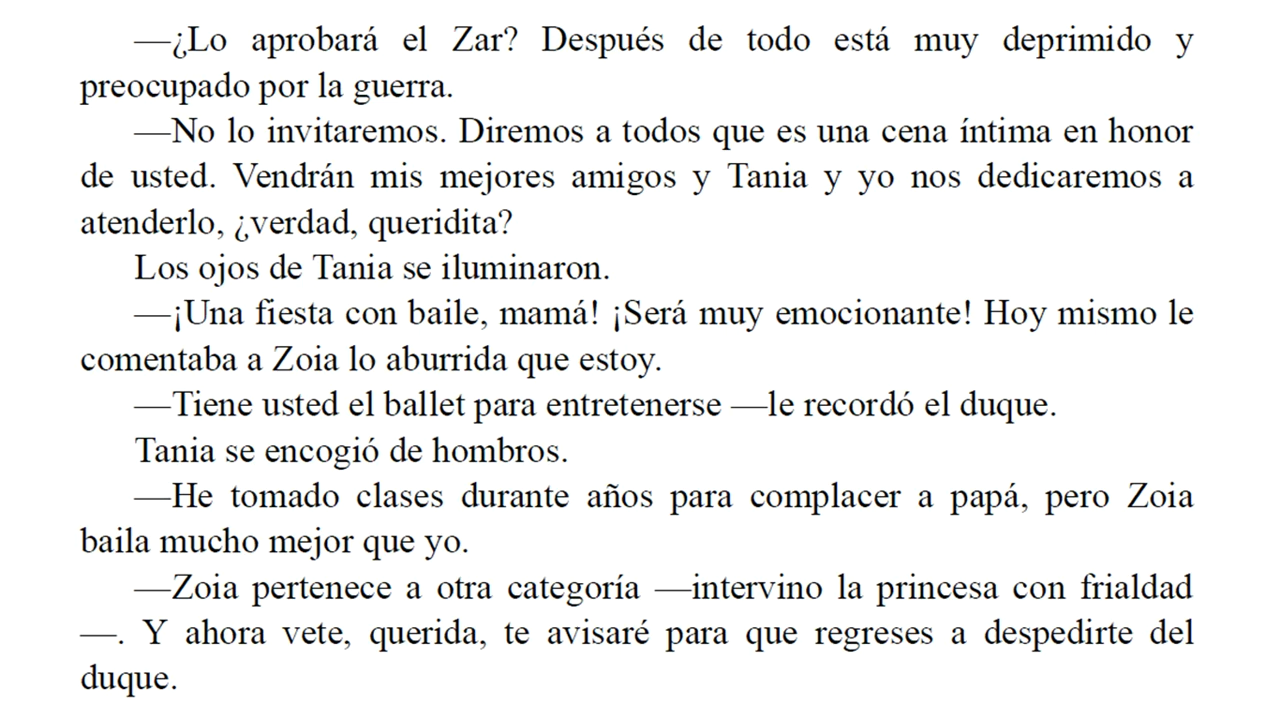 —¿Lo aprobará el Zar? Después de todo está muy deprimido y
preocupado por la guerra.
—No lo invitaremos. Diremos a todos que es una cena íntima en honor
de usted. Vendrán mis mejores amigos y Tania y yo nos dedicaremos a
atenderlo, ¿verdad, queridita?
Los ojos de Tania se iluminaron.
—¡Una fiesta con baile, mamá! ¡Será muy emocionante! Hoy mismo le
comentaba a Zoia lo aburrida que estoy.
—Tiene usted el ballet para entretenerse —le recordó el duque.
Tania se encogió de hombros.
—He tomado clases durante años para complacer a papá, pero Zoia
baila mucho mejor que yo.
—Zoia pertenece a otra categoría —intervino la princesa con frialdad
—. Y ahora vete, querida, te avisaré para que regreses a despedirte del
duque.